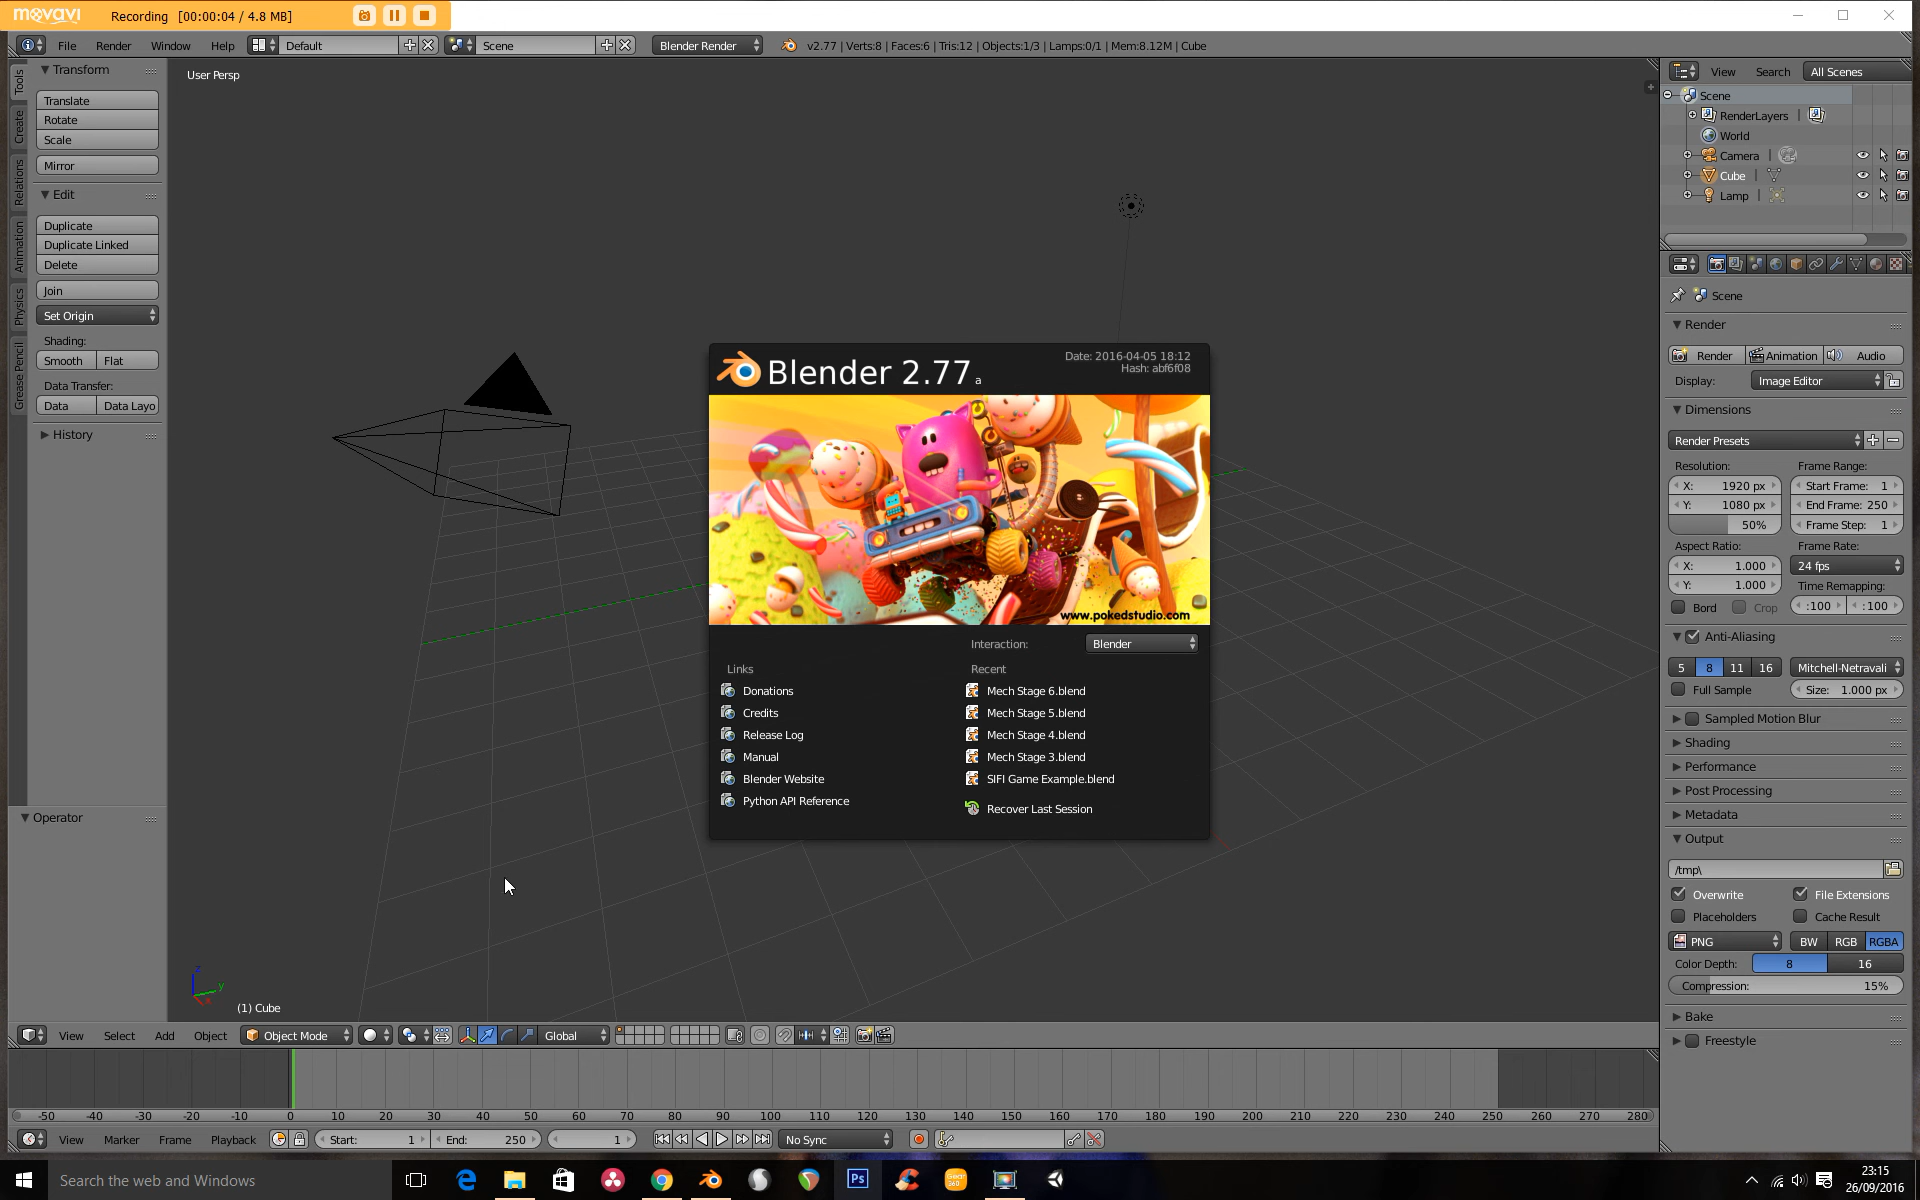 movavi Recording [00:00:04 / 4.8 MB]
File Render Window Help Default Scene Blender Render v2.77 | Verts:8 | Faces:6 | Tris:12 | Objects:1/3 | Lamps:0/1 | Mem:8.12M | Cube
Tools
Create
Relations
Animation
Physics
Grease Pencil
Transform
Translate
Rotate
Scale
Mirror
Edit
Duplicate
Duplicate Linked
Delete
Join
Set Origin
Shading:
Smooth Flat
Data Transfer:
Data Data Layo
History
Operator
User Persp
Blender 2.77 a
Date: 2016-04-05 18:12
Hash: abf6f08
www.pokedstudio.com
Interaction: Blender
Links
Donations
Credits
Release Log
Manual
Blender Website
Python API Reference
Recent
Mech Stage 6.blend
Mech Stage 5.blend
Mech Stage 4.blend
Mech Stage 3.blend
SIFI Game Example.blend
Recover Last Session
z
y
x
(1) Cube
View Select Add Object Object Mode Global
-50 -40 -30 -20 -10 0 10 20 30 40 50 60 70 80 90 100 110 120 130 140 150 160 170 180 190 200 210 220 230 240 250 260 270 280
View Marker Frame Playback Start: 1 End: 250 1 No Sync
View Search All Scenes
Scene
RenderLayers |
World
Camera |
Cube |
Lamp |
Scene
Render
Render Animation Audio
Display: Image Editor
Dimensions
Render Presets
Resolution: Frame Range:
X: 1920 px Start Frame: 1
Y: 1080 px End Frame: 250
50% Frame Step: 1
Aspect Ratio: Frame Rate:
X: 1.000 24 fps
Y: 1.000 Time Remapping:
Bord Crop :100 :100
Anti-Aliasing
5 8 11 16 Mitchell-Netravali
Full Sample Size: 1.000 px
Sampled Motion Blur
Shading
Performance
Post Processing
Metadata
Output
/tmp\
Overwrite File Extensions
Placeholders Cache Result
PNG BW RGB RGBA
Color Depth: 8 16
Compression: 15%
Bake
Freestyle
Search the web and Windows
Ps
Gear 360
23:15
26/09/2016